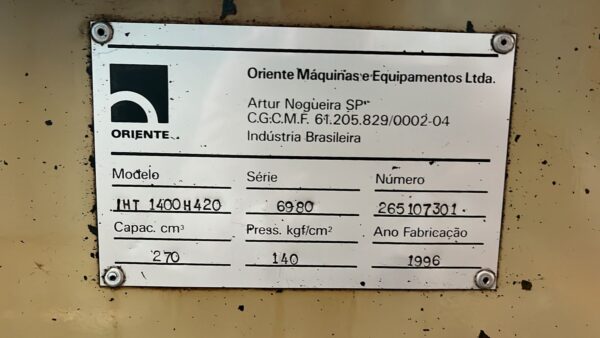 ORIENTE
Oriente Máquinas e Equipamentos Ltda.
Artur Nogueira SP
C.G.C.M.F. 61.205.829/0002-04
Indústria Brasileira
Modelo Série Número
IHT 1400H420 6980 265107301
Capac. cm³ Press. kgf/cm² Ano Fabricação
270 140 1996